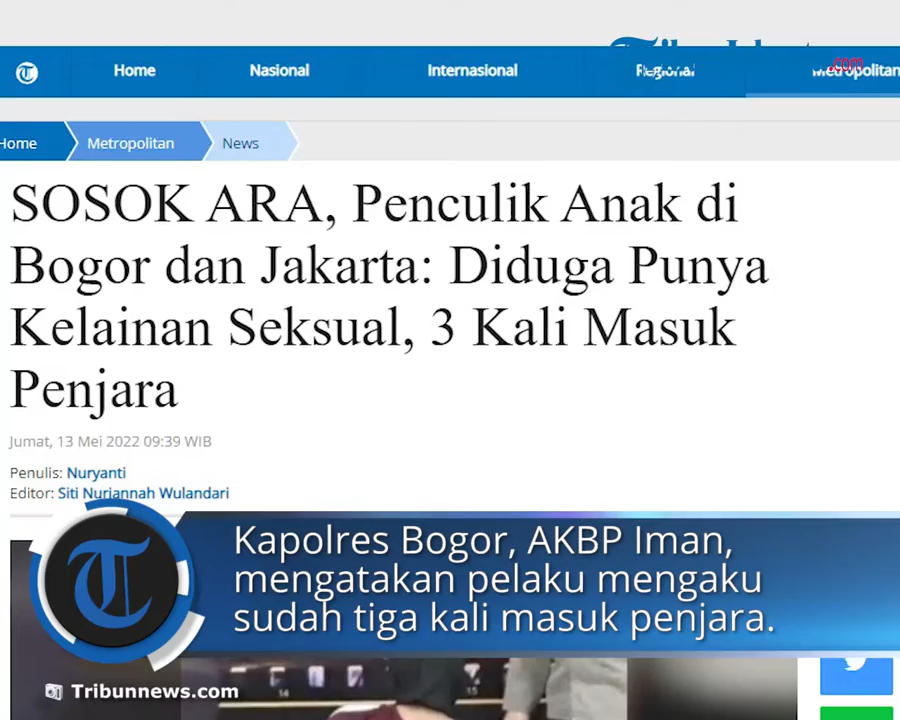 Home Nasional Internasional Regional Metropolitan
.com
Home Metropolitan News
SOSOK ARA, Penculik Anak di
Bogor dan Jakarta: Diduga Punya
Kelainan Seksual, 3 Kali Masuk
Penjara
Jumat, 13 Mei 2022 09:39 WIB
Penulis: Nuryanti
Editor: Siti Nurjannah Wulandari
Kapolres Bogor, AKBP Iman,
mengatakan pelaku mengaku
sudah tiga kali masuk penjara.
Tribunnews.com